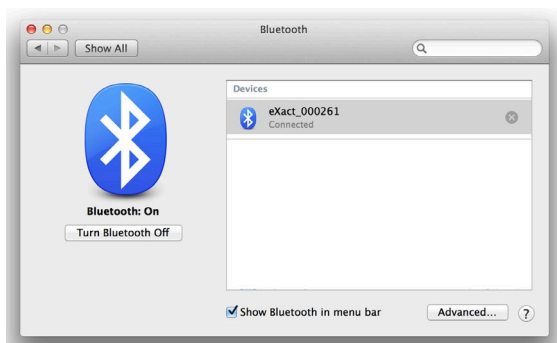 Bluetooth
Show All
Devices
eXact_000261
Connected
Bluetooth: On
Turn Bluetooth Off
Show Bluetooth in menu bar
Advanced...
?